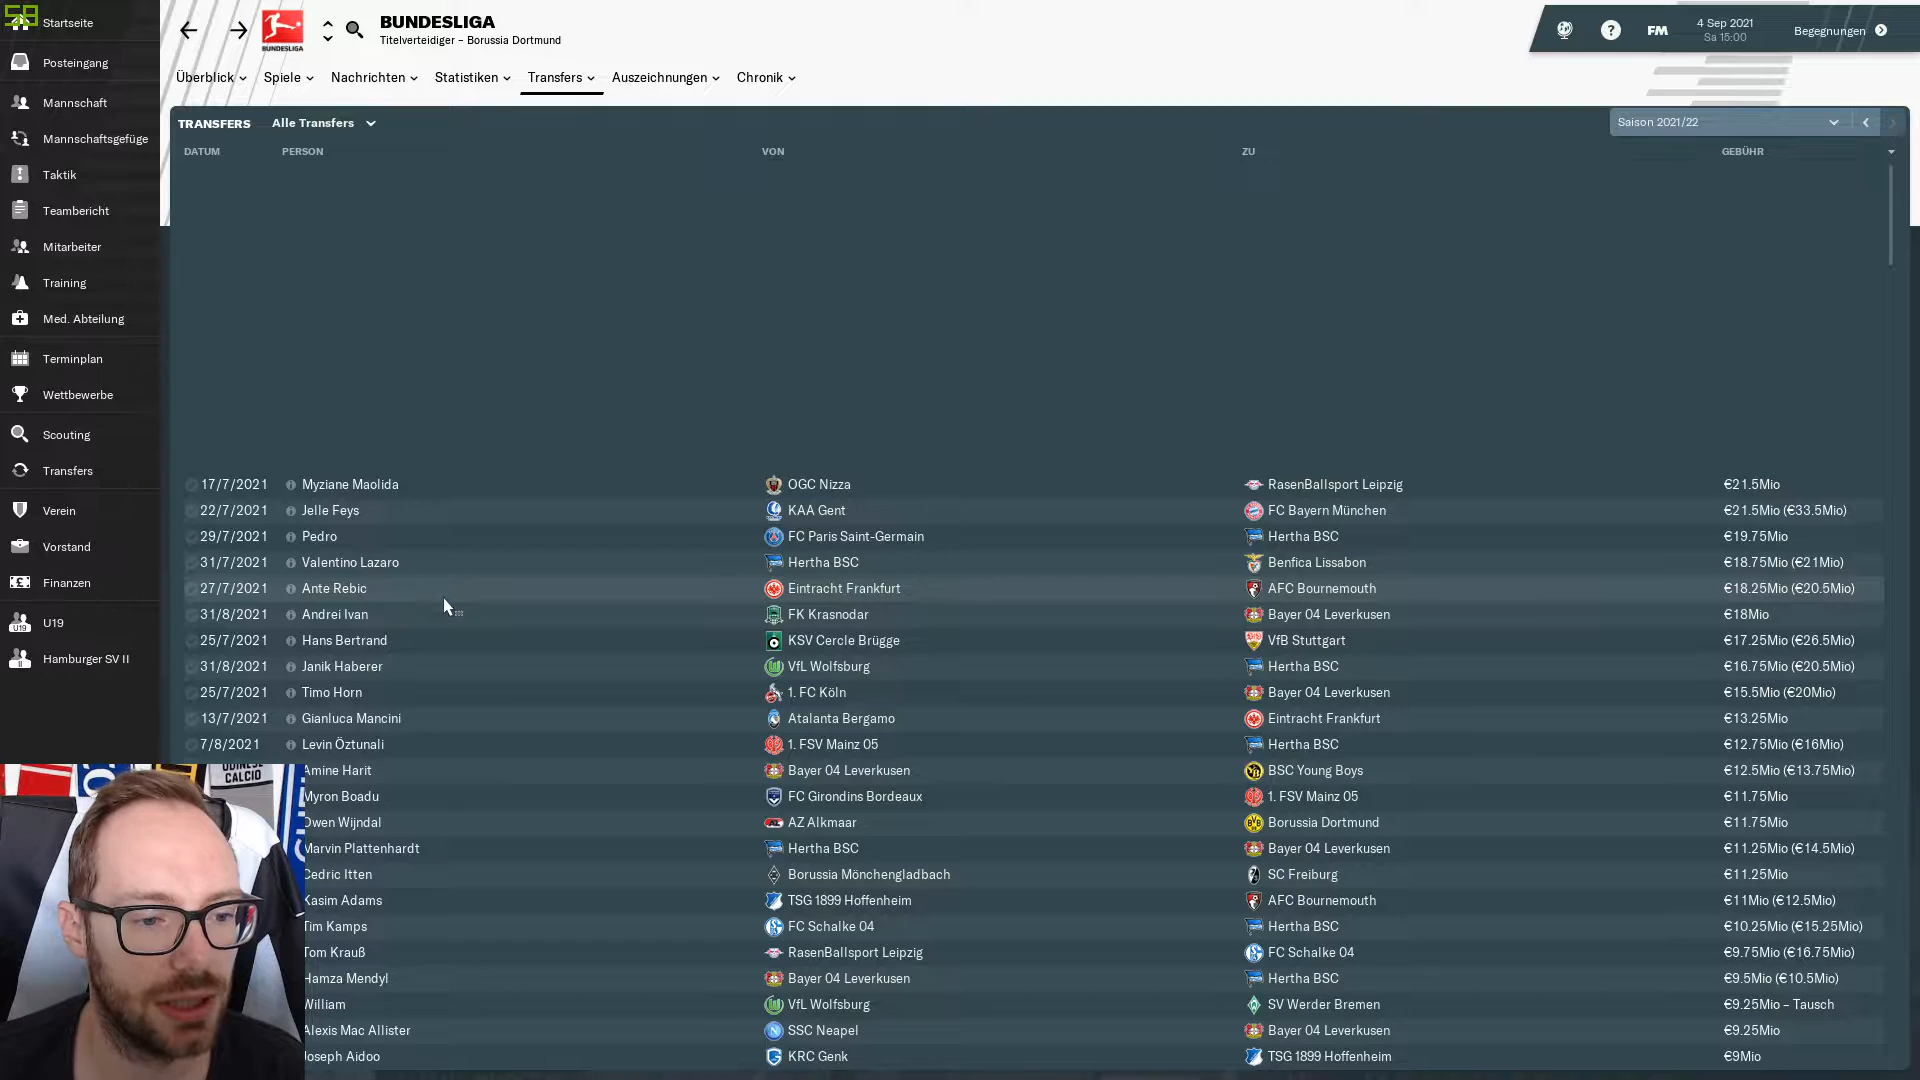 59
Startseite
BUNDESLIGA
BUNDESLIGA
Titelverteidiger – Borussia Dortmund
FM
4 Sep 2021
Sa 15:00
Begegnungen
Posteingang
Überblick Spiele Nachrichten Statistiken Transfers Auszeichnungen Chronik
Mannschaft
Mannschaftsgefüge
Taktik
Teambericht
Mitarbeiter
Training
Med. Abteilung
Terminplan
Wettbewerbe
Scouting
Transfers
Verein
Vorstand
Finanzen
U19
U19
Hamburger SV II
TRANSFERS Alle Transfers Saison 2021/22
DATUM PERSON VON ZU GEBÜHR
17/7/2021 Myziane Maolida OGC Nizza RasenBallsport Leipzig €21.5Mio
22/7/2021 Jelle Feys KAA Gent FC Bayern München €21.5Mio (€33.5Mio)
29/7/2021 Pedro FC Paris Saint-Germain Hertha BSC €19.75Mio
31/7/2021 Valentino Lazaro Hertha BSC Benfica Lissabon €18.75Mio (€21Mio)
27/7/2021 Ante Rebic Eintracht Frankfurt AFC Bournemouth €18.25Mio (€20.5Mio)
31/8/2021 Andrei Ivan FK Krasnodar Bayer 04 Leverkusen €18Mio
25/7/2021 Hans Bertrand KSV Cercle Brügge VfB Stuttgart €17.25Mio (€26.5Mio)
31/8/2021 Janik Haberer VfL Wolfsburg Hertha BSC €16.75Mio (€20.5Mio)
25/7/2021 Timo Horn 1. FC Köln Bayer 04 Leverkusen €15.5Mio (€20Mio)
13/7/2021 Gianluca Mancini Atalanta Bergamo Eintracht Frankfurt €13.25Mio
7/8/2021 Levin Öztunali 1. FSV Mainz 05 Hertha BSC €12.75Mio (€16Mio)
Amine Harit Bayer 04 Leverkusen BSC Young Boys €12.5Mio (€13.75Mio)
Myron Boadu FC Girondins Bordeaux 1. FSV Mainz 05 €11.75Mio
Owen Wijndal AZ Alkmaar Borussia Dortmund €11.75Mio
Marvin Plattenhardt Hertha BSC Bayer 04 Leverkusen €11.25Mio (€14.5Mio)
Cedric Itten Borussia Mönchengladbach SC Freiburg €11.25Mio
Kasim Adams TSG 1899 Hoffenheim AFC Bournemouth €11Mio (€12.5Mio)
Tim Kamps FC Schalke 04 Hertha BSC €10.25Mio (€15.25Mio)
Tom Krauß RasenBallsport Leipzig FC Schalke 04 €9.75Mio (€16.75Mio)
Hamza Mendyl Bayer 04 Leverkusen Hertha BSC €9.5Mio (€10.5Mio)
William VfL Wolfsburg SV Werder Bremen €9.25Mio – Tausch
Alexis Mac Allister SSC Neapel Bayer 04 Leverkusen €9.25Mio
Joseph Aidoo KRC Genk TSG 1899 Hoffenheim €9Mio
UDINESE
CALCIO